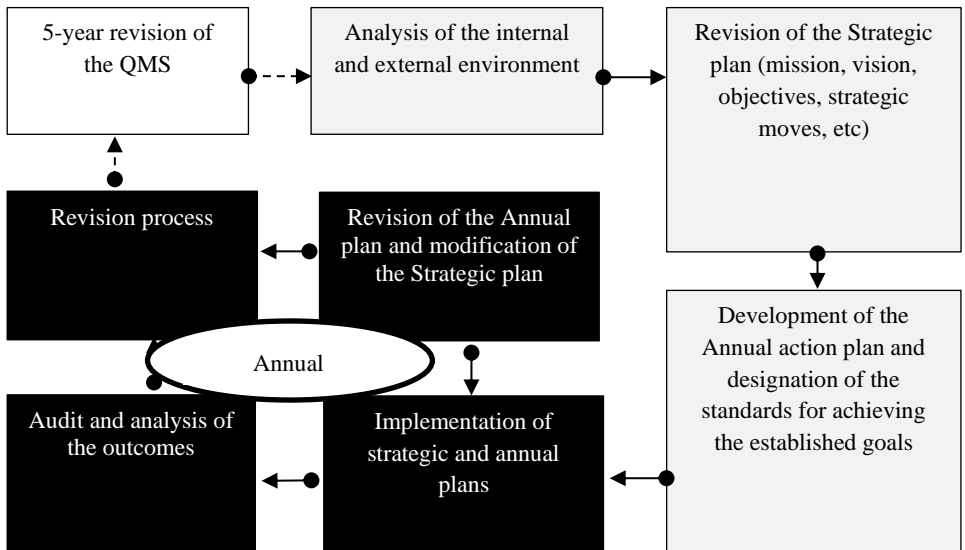 5-year revision of
the QMS
Analysis of the internal
and external environment
Revision of the Strategic
plan (mission, vision,
objectives, strategic
moves, etc)
Revision process
Revision of the Annual
plan and modification of
the Strategic plan
Annual
Development of the
Annual action plan and
designation of the
standards for achieving
the established goals
Audit and analysis of
the outcomes
Implementation of
strategic and annual
plans